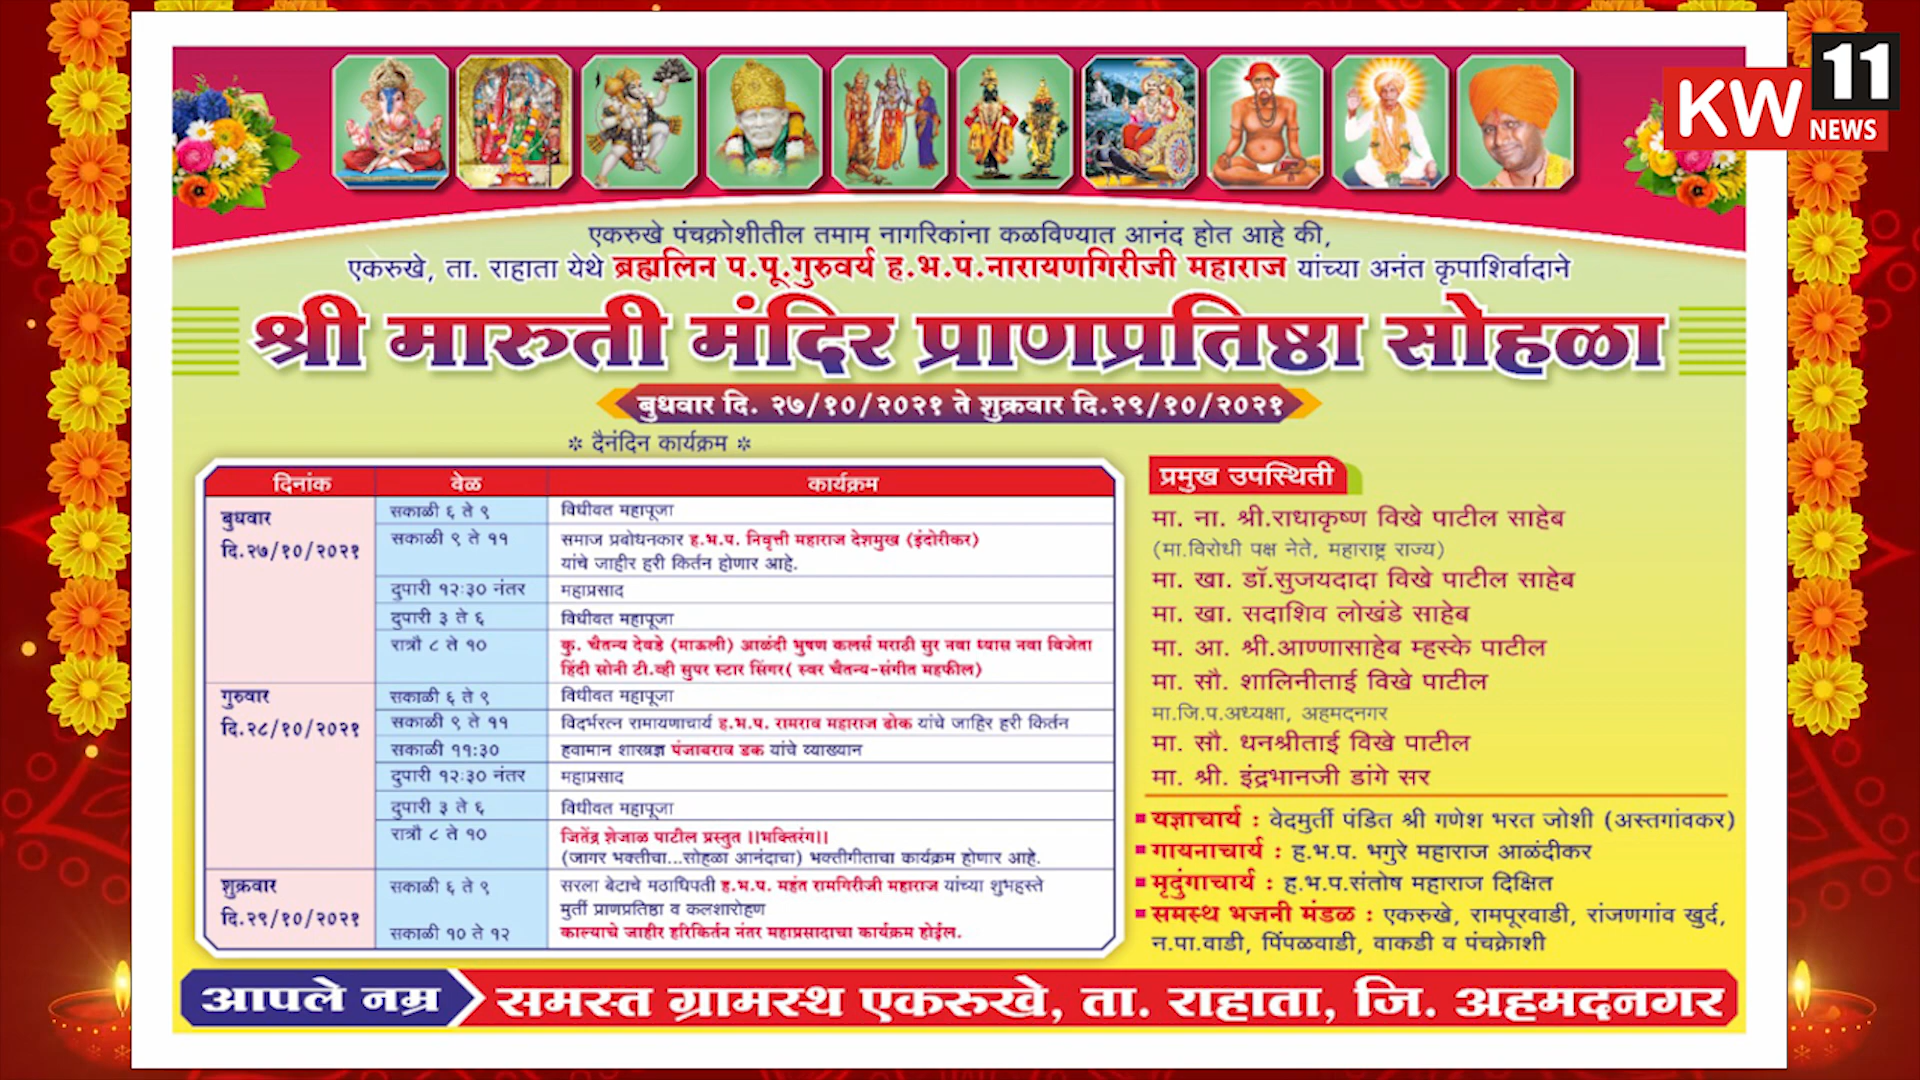 KW 11
NEWS
एकरुखे पंचक्रोशीतील तमाम नागरिकांना कळविण्यात आनंद होत आहे की,
एकरुखे, ता. राहाता येथे ब्रह्मलिन प.पू.गुरुवर्य ह.भ.प.नारायणगिरीजी महाराज यांच्या अनंत कृपाशिर्वादाने
श्री मारुती मंदिर प्राणप्रतिष्ठा सोहळा
बुधवार दि. २७/१०/२०२१ ते शुक्रवार दि.२९/१०/२०२१
* दैनंदिन कार्यक्रम *
दिनांक वेळ कार्यक्रम
बुधवार
दि.२७/१०/२०२१
सकाळी ६ ते ९ विधीवत महापूजा
सकाळी ९ ते ११ समाज प्रबोधनकार ह.भ.प. निवृत्ती महाराज देशमुख (इंदोरीकर)
यांचे जाहीर हरी किर्तन होणार आहे.
दुपारी १२:३० नंतर महाप्रसाद
दुपारी ३ ते ६ विधीवत महापूजा
रात्रौ ८ ते १० कु. चैतन्य देवडे (माऊली) आळंदी भुषण कलर्स मराठी सुर नवा ध्यास नवा विजेता
हिंदी सोनी टी.व्ही सुपर स्टार सिंगर( स्वर चैतन्य-संगीत महफील)
गुरुवार
दि.२८/१०/२०२१
सकाळी ६ ते ९ विधीवत महापूजा
सकाळी ९ ते ११ विदर्भरत्न रामायणाचार्य ह.भ.प. रामराव महाराज ढोक यांचे जाहिर हरी किर्तन
सकाळी ११:३० हवामान शास्त्रज्ञ पंजाबराव डक यांचे व्याख्यान
दुपारी १२:३० नंतर महाप्रसाद
दुपारी ३ ते ६ विधीवत महापूजा
रात्रौ ८ ते १० जितेंद्र शेजाळ पाटील प्रस्तुत ।।भक्तिरंग।।
(जागर भक्तीचा...सोहळा आनंदाचा) भक्तीगीताचा कार्यक्रम होणार आहे.
शुक्रवार
दि.२९/१०/२०२१
सकाळी ६ ते ९ सरला बेटाचे मठाधिपती ह.भ.प. महंत रामगिरीजी महाराज यांच्या शुभहस्ते
मुर्ती प्राणप्रतिष्ठा व कलशारोहण
सकाळी १० ते १२ काल्याचे जाहीर हरिकिर्तन नंतर महाप्रसादाचा कार्यक्रम होईल.
प्रमुख उपस्थिती
मा. ना. श्री.राधाकृष्ण विखे पाटील साहेब
(मा.विरोधी पक्ष नेते, महाराष्ट्र राज्य)
मा. खा. डॉ.सुजयदादा विखे पाटील साहेब
मा. खा. सदाशिव लोखंडे साहेब
मा. आ. श्री.आण्णासाहेब म्हस्के पाटील
मा. सौ. शालिनीताई विखे पाटील
मा.जि.प.अध्यक्षा, अहमदनगर
मा. सौ. धनश्रीताई विखे पाटील
मा. श्री. इंद्रभानजी डांगे सर
यज्ञाचार्य : वेदमुर्ती पंडित श्री गणेश भरत जोशी (अस्तगांवकर)
गायनाचार्य : ह.भ.प. भगुरे महाराज आळंदीकर
मृदुंगाचार्य : ह.भ.प.संतोष महाराज दिक्षित
समस्थ भजनी मंडळ : एकरुखे, रामपूरवाडी, रांजणगांव खुर्द,
न.पा.वाडी, पिंपळवाडी, वाकडी व पंचक्रोशी
आपले नम्र समस्त ग्रामस्थ एकरुखे, ता. राहाता, जि. अहमदनगर